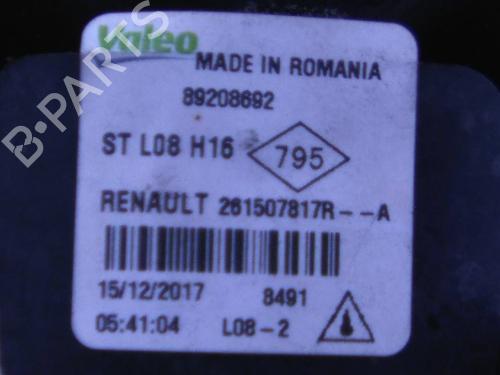 Valeo
MADE IN ROMANIA
89208692
ST L08 H16
795
RENAULT 261507817R--A
15/12/2017 8491
05:41:04 L08-2
B-PARTS